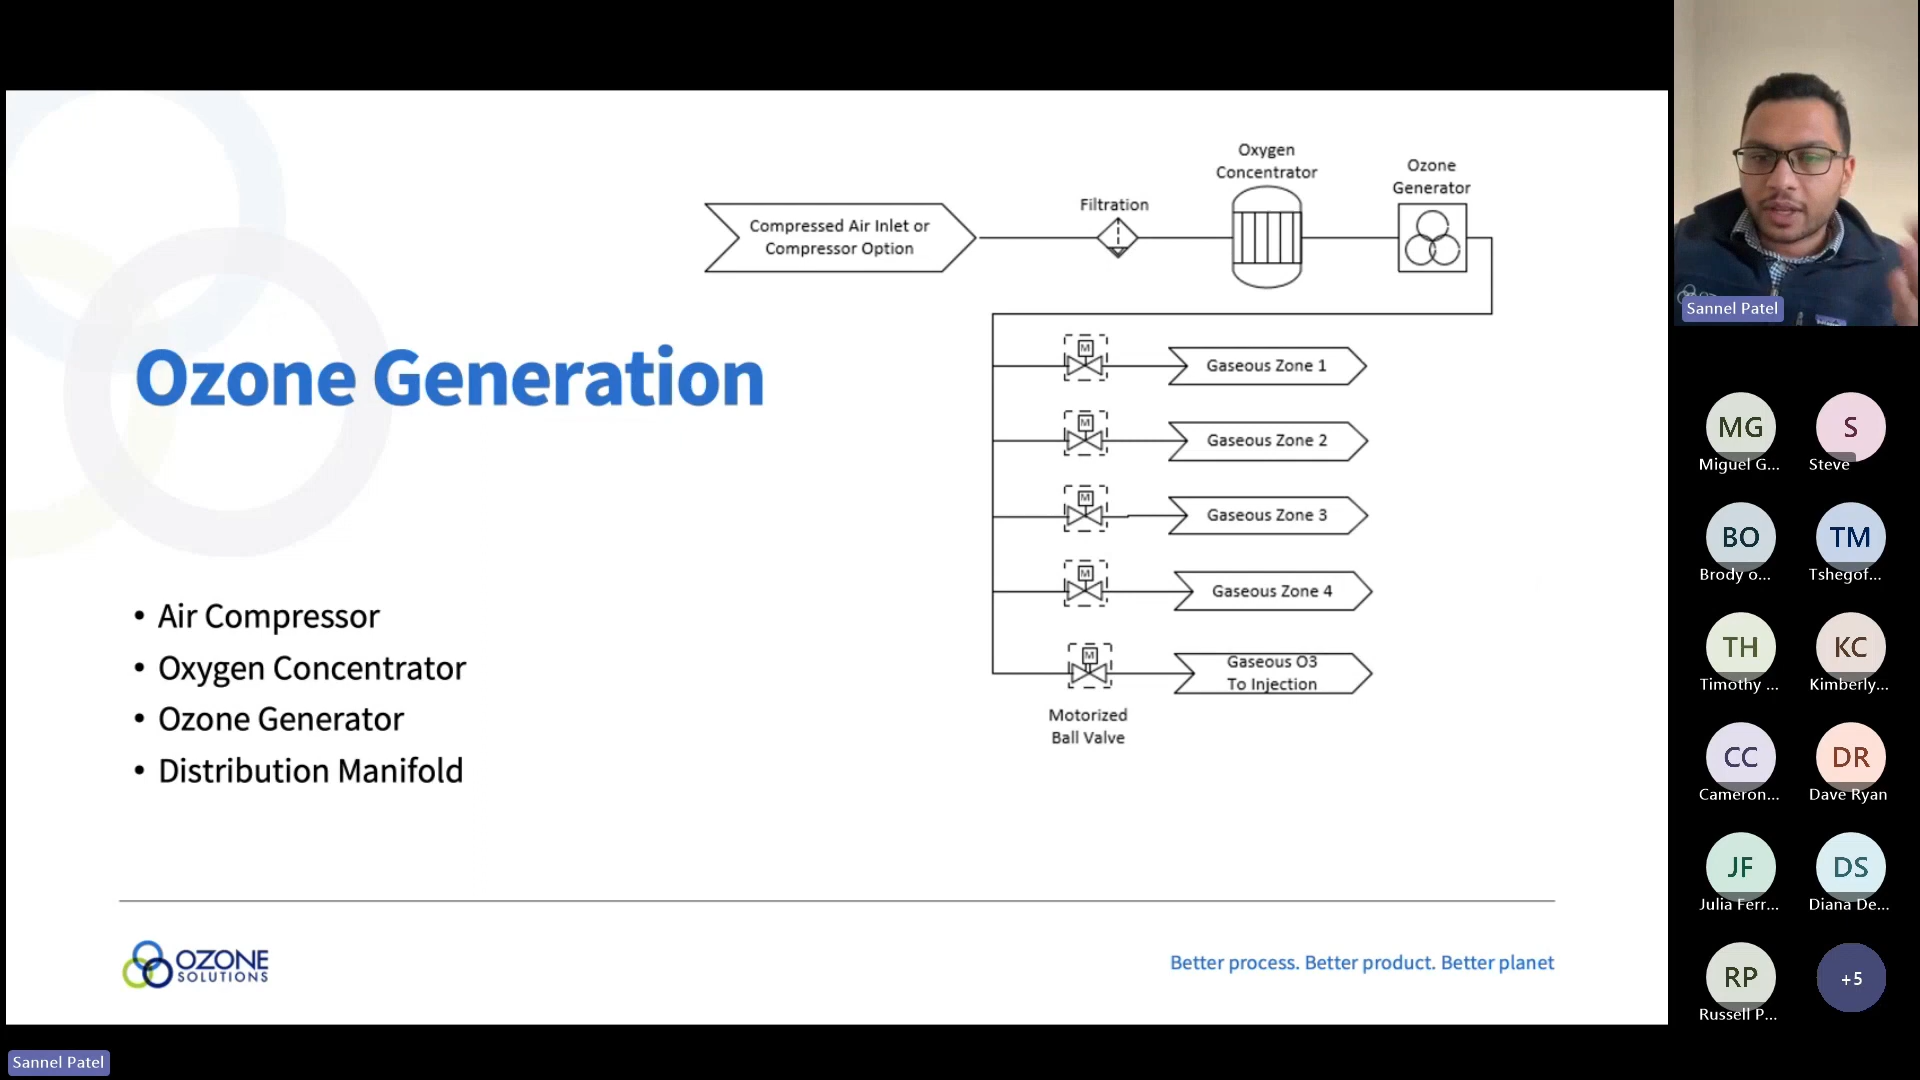 Oxygen
Concentrator
Ozone
Generator
Filtration
Compressed Air Inlet or
Compressor Option
M
Gaseous Zone 1
M
Gaseous Zone 2
M
Gaseous Zone 3
M
Gaseous Zone 4
M
Gaseous O3
To Injection
Motorized
Ball Valve
Ozone Generation
• Air Compressor
• Oxygen Concentrator
• Ozone Generator
• Distribution Manifold
OZONE
SOLUTIONS
Better process. Better product. Better planet
Sannel Patel
Sannel Patel
MG
Miguel G...
S
Steve
BO
Brody o...
TM
Tshegof...
TH
Timothy ...
KC
Kimberly...
CC
Cameron...
DR
Dave Ryan
JF
Julia Ferr...
DS
Diana De...
RP
Russell P...
+5